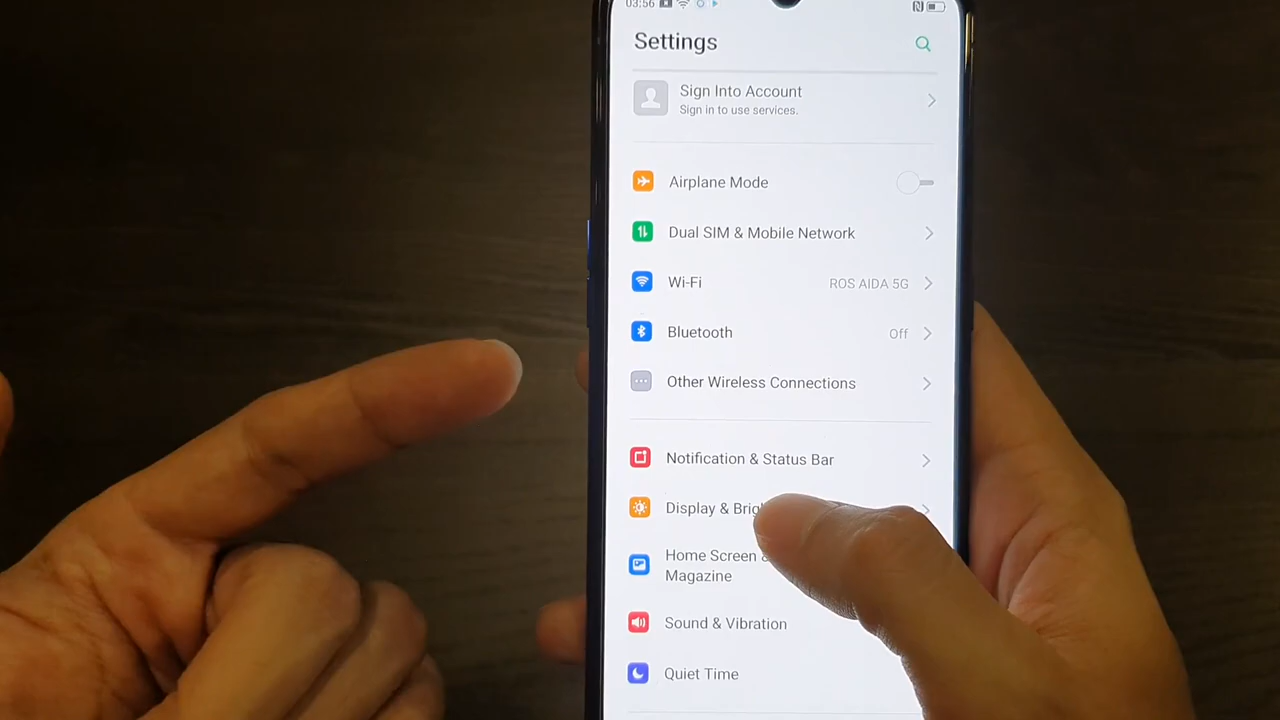 03:56
Settings
Sign Into Account
Sign in to use services.
Airplane Mode
Dual SIM & Mobile Network
Wi-Fi ROS AIDA 5G
Bluetooth Off
Other Wireless Connections
Notification & Status Bar
Display &
Home Screen &
Magazine
Sound & Vibration
Quiet Time